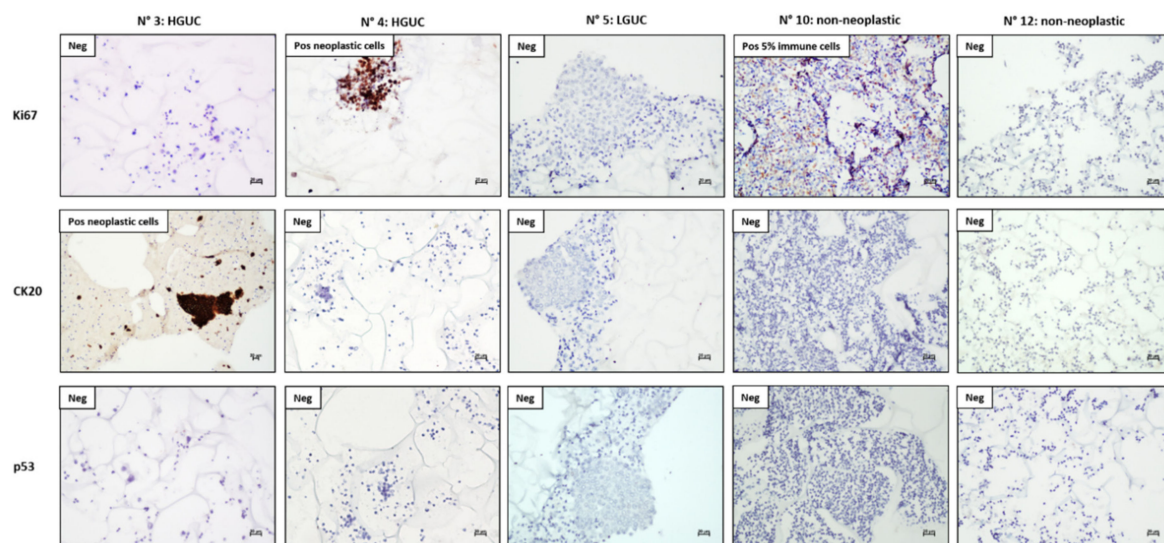 N° 3: HGUC N° 4: HGUC N° 5: LGUC N° 10: non-neoplastic N° 12: non-neoplastic
Ki67 Neg Pos neoplastic cells Neg Pos 5% immune cells Neg
CK20 Pos neoplastic cells Neg Neg Neg Neg
p53 Neg Neg Neg Neg Neg